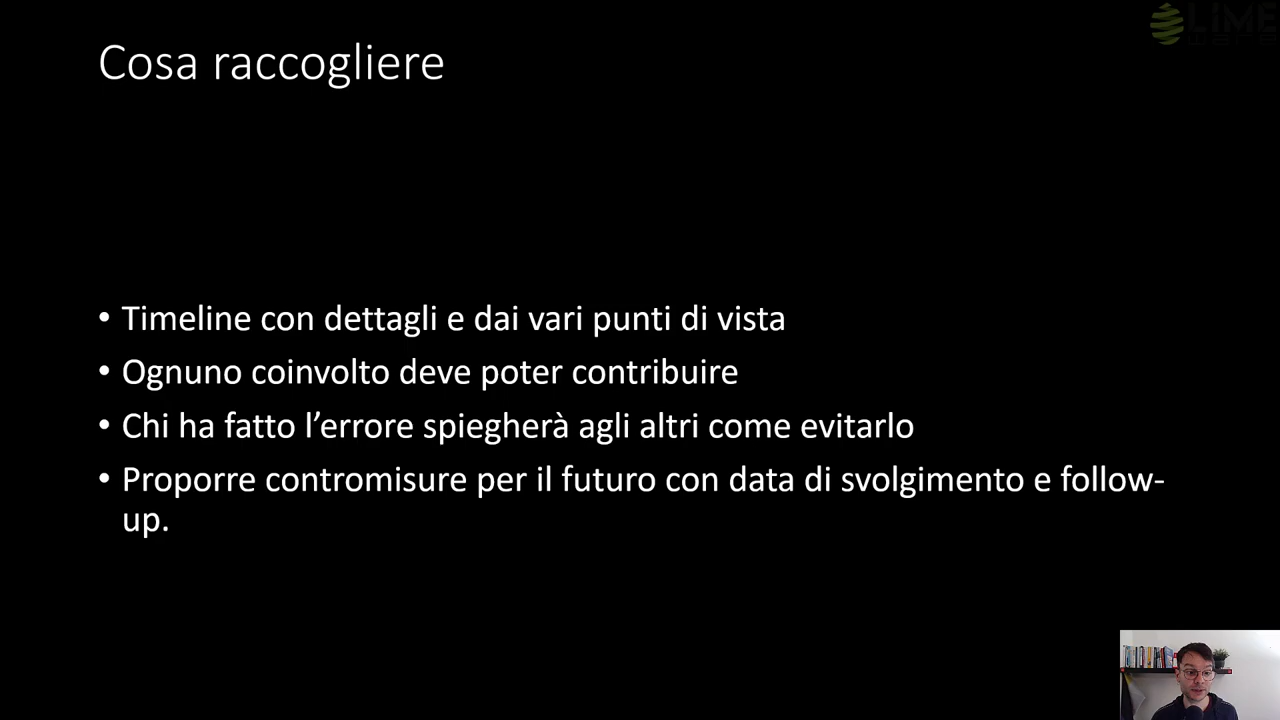 Cosa raccogliere
LiME
• Timeline con dettagli e dai vari punti di vista
• Ognuno coinvolto deve poter contribuire
• Chi ha fatto l’errore spiegherà agli altri come evitarlo
• Proporre contromisure per il futuro con data di svolgimento e follow-
up.